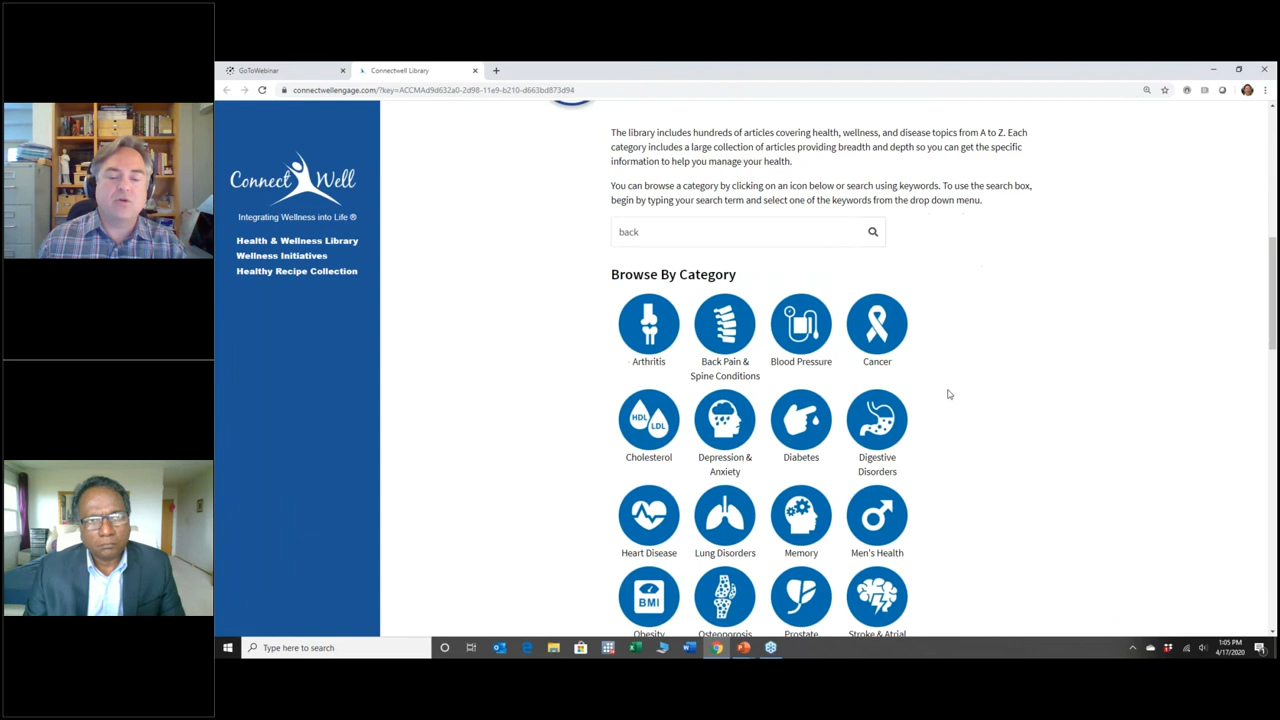 GoToWebinar
Connectwell Library
connectwellengage.com/?key=ACCMAd9d632a0-2d98-11e9-b210-d663bd873d94
Connect Well
Integrating Wellness into Life ®
Health & Wellness Library
Wellness Initiatives
Healthy Recipe Collection
The library includes hundreds of articles covering health, wellness, and disease topics from A to Z. Each
category includes a large collection of articles providing breadth and depth so you can get the specific
information to help you manage your health.
You can browse a category by clicking on an icon below or search using keywords. To use the search box,
begin by typing your search term and select one of the keywords from the drop down menu.
back
Browse By Category
Arthritis
Back Pain &
Spine Conditions
Blood Pressure
Cancer
HDL
LDL
Cholesterol
Depression &
Anxiety
Diabetes
Digestive
Disorders
Heart Disease
Lung Disorders
Memory
Men's Health
BMI
Obesity
Osteoporosis
Prostate
Stroke & Atrial
Type here to search
1:05 PM
4/17/2020